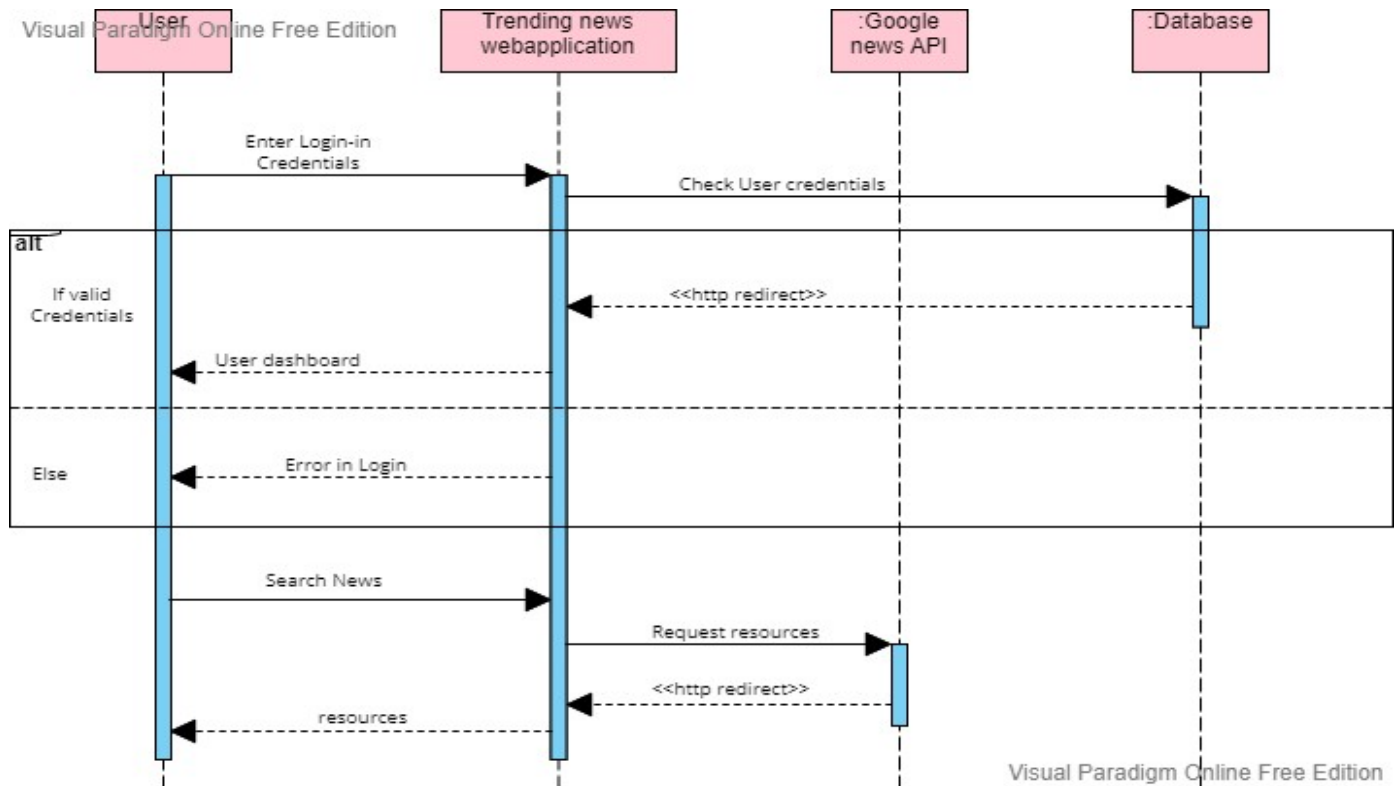 Visual Paradigm Online Free Edition
User
Trending news
webapplication
:Google
news API
:Database
Enter Login-in
Credentials
Check User credentials
alt
If valid
Credentials
<<http redirect>>
User dashboard
Else
Error in Login
Search News
Request resources
<<http redirect>>
resources
Visual Paradigm Online Free Edition